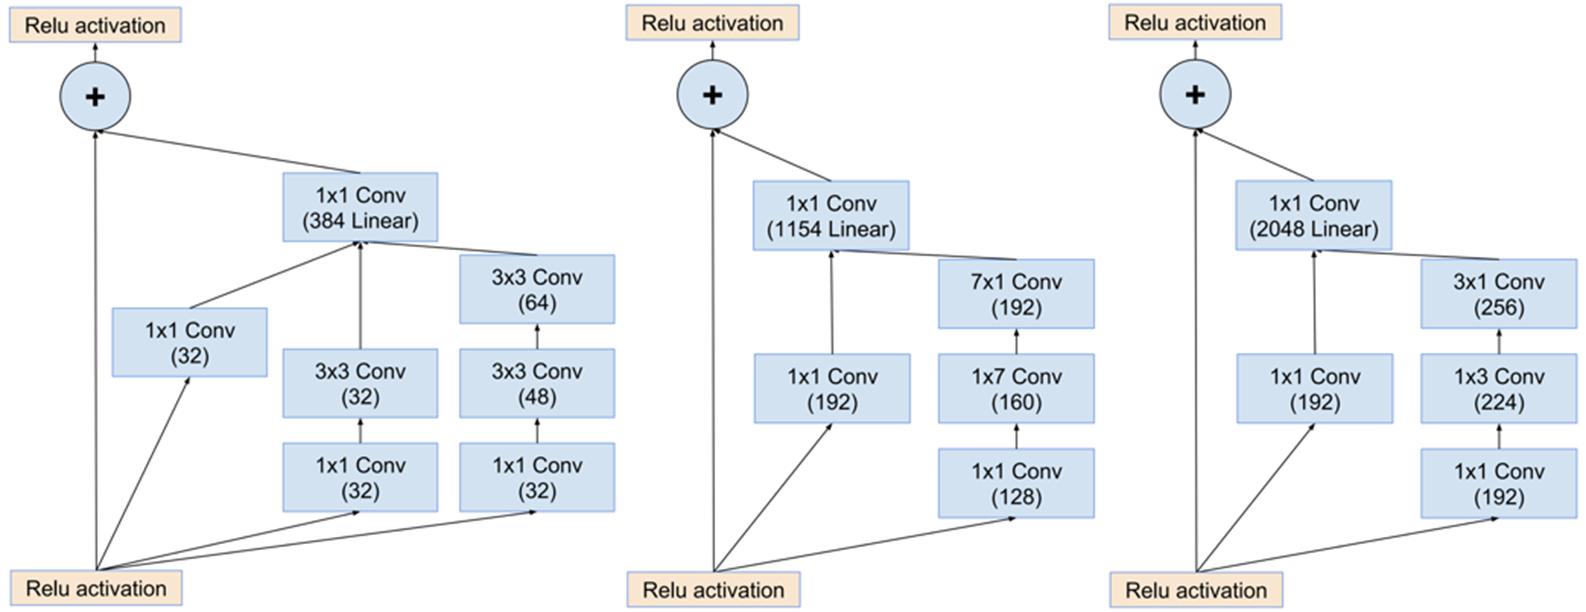 Relu activation
+
1x1 Conv
(384 Linear)
3x3 Conv
(64)
1x1 Conv
(32)
3x3 Conv
(32)
3x3 Conv
(48)
1x1 Conv
(32)
1x1 Conv
(32)
Relu activation
Relu activation
+
1x1 Conv
(1154 Linear)
7x1 Conv
(192)
1x1 Conv
(192)
1x7 Conv
(160)
1x1 Conv
(128)
Relu activation
Relu activation
+
1x1 Conv
(2048 Linear)
3x1 Conv
(256)
1x1 Conv
(192)
1x3 Conv
(224)
1x1 Conv
(192)
Relu activation